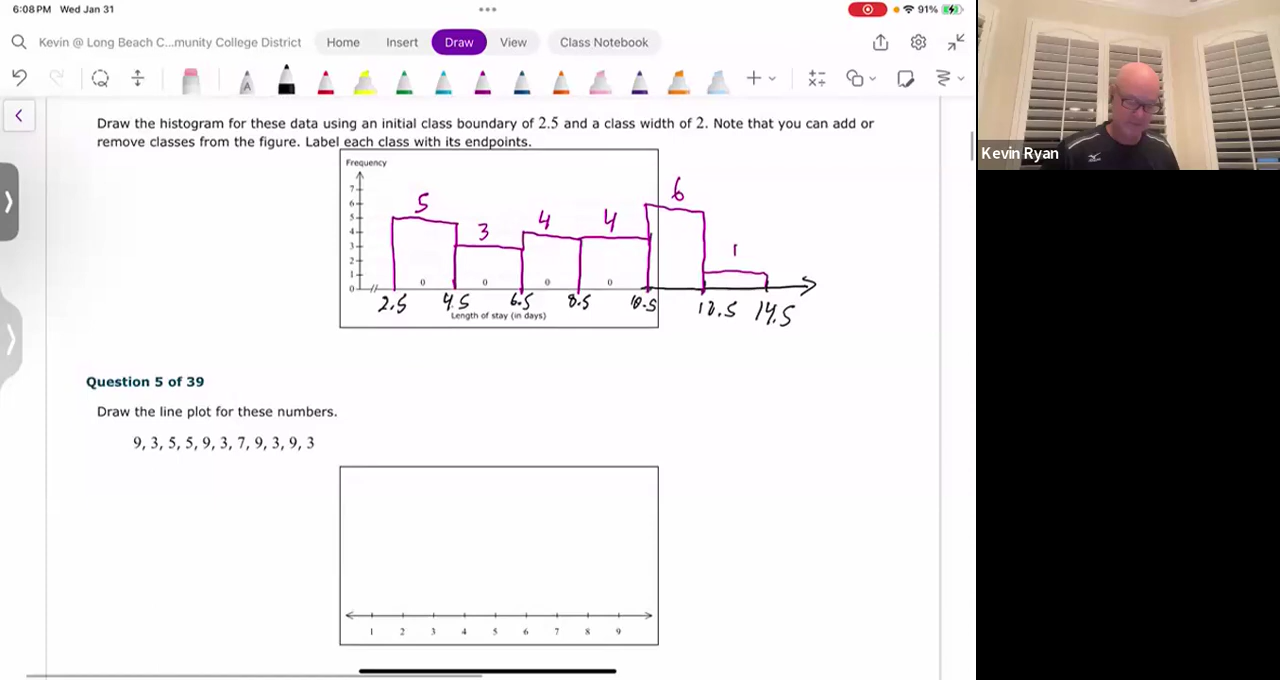 6:08 PM Wed Jan 31
91%
Kevin @ Long Beach C...munity College District Home Insert Draw View Class Notebook
A
Draw the histogram for these data using an initial class boundary of 2.5 and a class width of 2. Note that you can add or
remove classes from the figure. Label each class with its endpoints.
Frequency
7
6
5
4
3
2
1
0
5 3 4 4 6 1
0 0 0 0
2.5 4.5 6.5 8.5 10.5 12.5 14.5
Length of stay (in days)
Question 5 of 39
Draw the line plot for these numbers.
9, 3, 5, 5, 9, 3, 7, 9, 3, 9, 3
1 2 3 4 5 6 7 8 9
Kevin Ryan